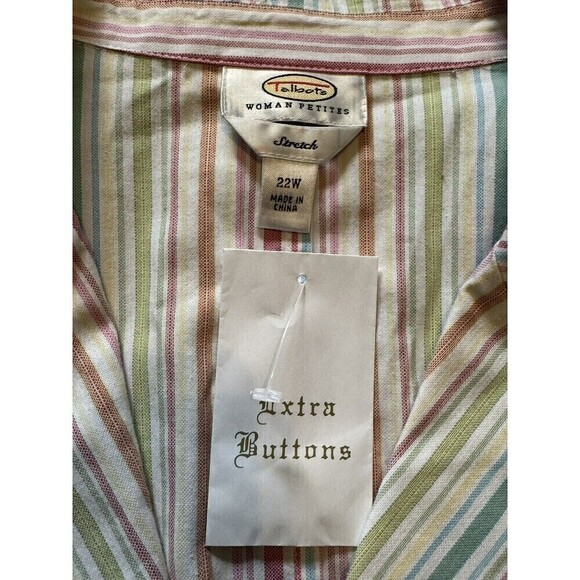 Talbots
WOMAN PETITES
Stretch
22W
MADE IN
CHINA
Extra
Buttons